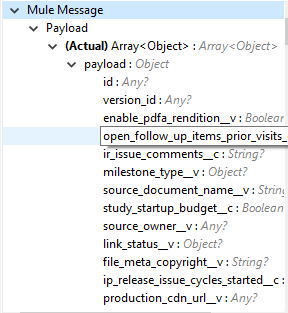 Mule Message
Payload
(Actual) Array<Object> : Array<Object>
payload : Object
id : Any?
version_id : Any?
enable_pdfa_rendition__v : Boolean
open_follow_up_items_prior_visits_
ir_issue_comments__c : String?
milestone_type__v : Object?
source_document_name__v : String?
study_startup_budget__c : Boolean
source_owner__v : Any?
link_status__v : Object?
file_meta_copyright__v : String?
ip_release_issue_cycles_started__c :
production_cdn_url__v : Any?